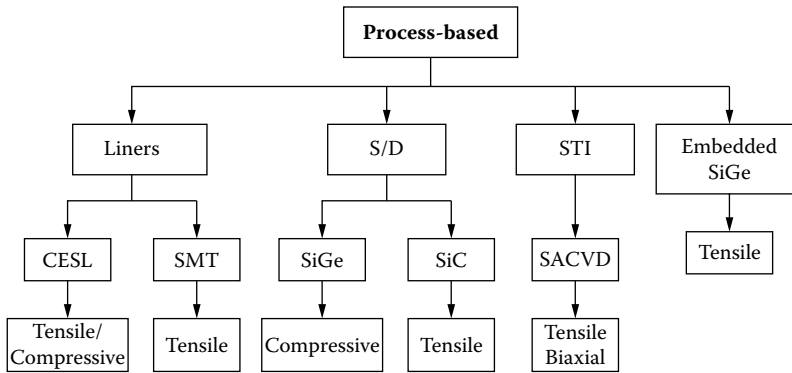 Process-based
Liners
S/D
STI
Embedded
SiGe
CESL
SMT
SiGe
SiC
SACVD
Tensile
Tensile/
Compressive
Tensile
Compressive
Tensile
Tensile
Biaxial